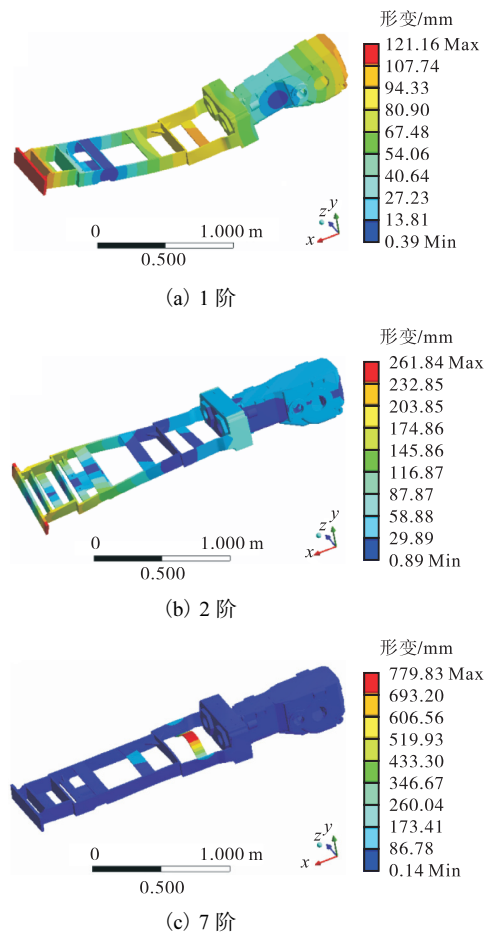 形变/mm
121.16 Max
107.74
94.33
80.90
67.48
54.06
40.64
27.23
13.81
0.39 Min
0 1.000 m
0.500
z y
x
(a) 1 阶
形变/mm
261.84 Max
232.85
203.85
174.86
145.86
116.87
87.87
58.88
29.89
0.89 Min
0 1.000 m
0.500
z y
x
(b) 2 阶
形变/mm
779.83 Max
693.20
606.56
519.93
433.30
346.67
260.04
173.41
86.78
0.14 Min
0 1.000 m
0.500
z y
x
(c) 7 阶